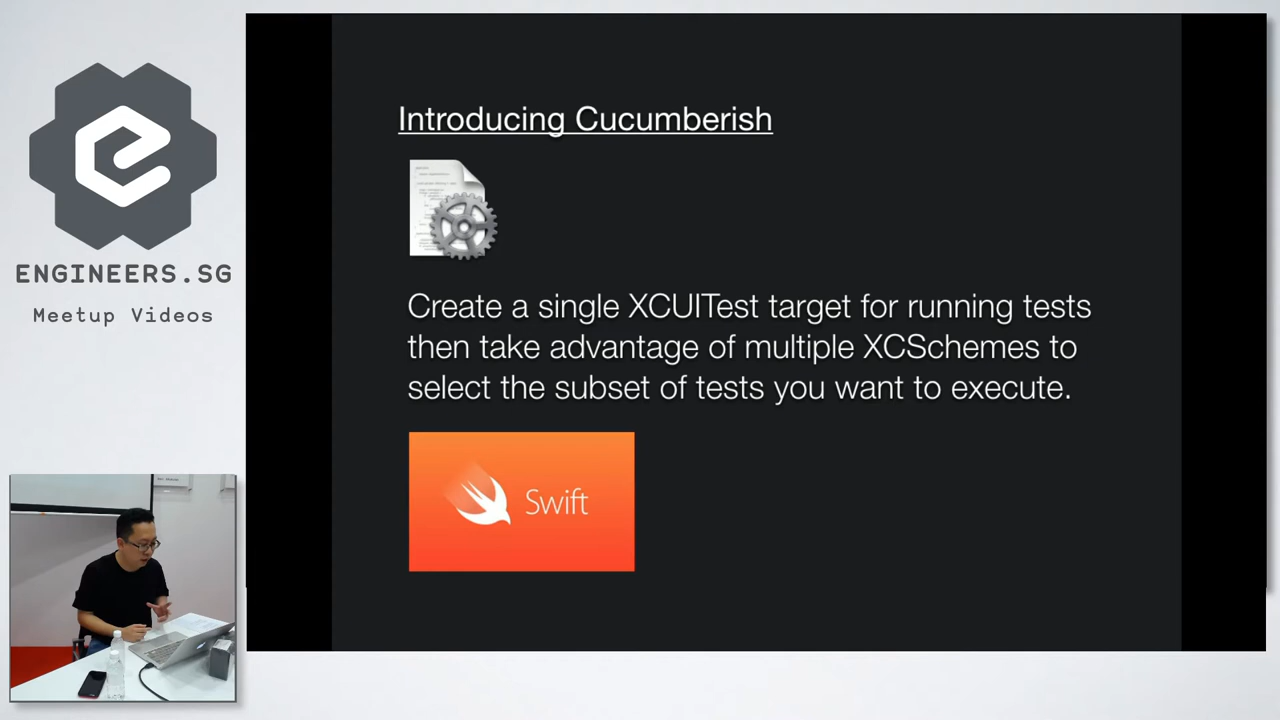 ENGINEERS.SG
Meetup Videos
Introducing Cucumberish
Create a single XCUITest target for running tests
then take advantage of multiple XCSchemes to
select the subset of tests you want to execute.
Swift